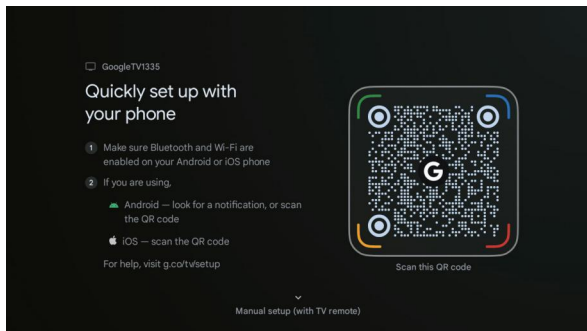 GoogleTV1335
Quickly set up with
your phone
1 Make sure Bluetooth and Wi-Fi are
enabled on your Android or iOS phone
2 If you are using,
Android — look for a notification, or scan
the QR code
iOS — scan the QR code
For help, visit g.co/tv/setup
G
Scan this QR code
Manual setup (with TV remote)